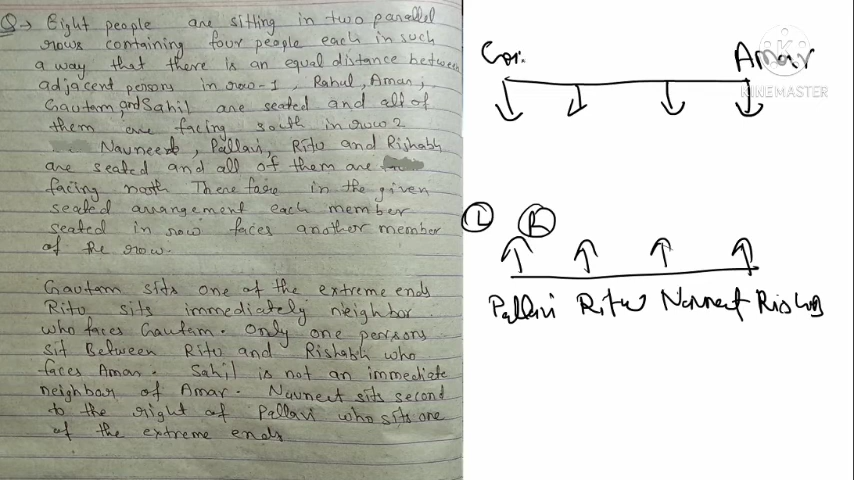 Q→ Eight people are sitting in two parallel
rows containing four people each in such
a way that there is an equal distance between
adjacent persons in row-1, Rahul, Aman,
Gautam, and Sahil are seated and all of
them are facing south in row 2
Navneet, Pallavi, Ritu and Rishabh
are seated and all of them are
facing north There fore in the given
seated arrangement each member
seated in row faces another member
of the row.
Gautam sits one of the extreme ends
Ritu sits immediately neighbor
who faces Gautam. Only one persons
sit Between Ritu and Rishabh who
faces Aman. Sahil is not an immediate
neighbar of Amar. Navneet sits second
to the right of Pallavi who sits one
of the extreme ends
Amar
KINEMASTER
L R
Pallavi Ritu Navneet